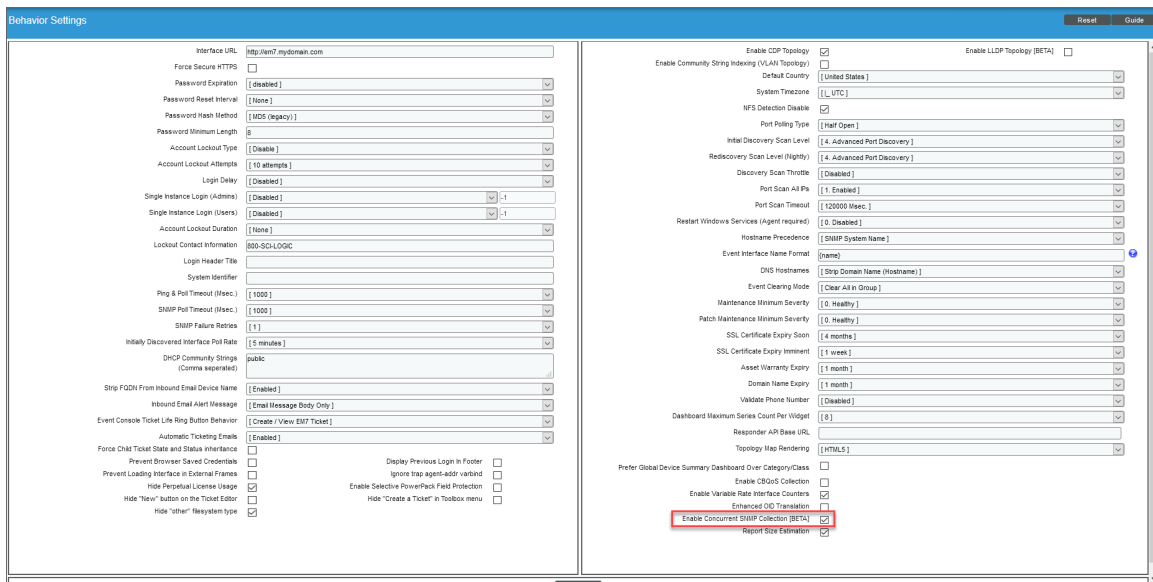 Behavior Settings
Reset
Guide
Interface URL http://em7.mydomain.com
Force Secure HTTPS
Password Expiration [ disabled ]
Password Reset Interval [ None ]
Password Hash Method [ MD5 (legacy) ]
Password Minimum Length 8
Account Lockout Type [ Disable ]
Account Lockout Attempts [ 10 attempts ]
Login Delay [ Disabled ]
Single Instance Login (Admins) [ Disabled ] -1
Single Instance Login (Users) [ Disabled ] -1
Account Lockout Duration [ None ]
Lockout Contact Information 800-SCI-LOGIC
Login Header Title
System Identifier
Ping & Poll Timeout (Msec.) [ 1000 ]
SNMP Poll Timeout (Msec.) [ 1000 ]
SNMP Failure Retries [ 1 ]
Initially Discovered Interface Poll Rate [ 5 minutes ]
DHCP Community Strings public
(Comma seperated)
Strip FQDN From Inbound Email Device Name [ Enabled ]
Inbound Email Alert Message [ Email Message Body Only ]
Event Console Ticket Life Ring Button Behavior [ Create / View EM7 Ticket ]
Automatic Ticketing Emails [ Enabled ]
Force Child Ticket State and Status inheritance
Prevent Browser Saved Credentials Display Previous Login In Footer
Prevent Loading Interface in External Frames Ignore trap agent-addr varbind
Hide Perpetual License Usage Enable Selective PowerPack Field Protection
Hide "New" button on the Ticket Editor Hide "Create a Ticket" in Toolbox menu
Hide "other" filesystem type
Enable CDP Topology Enable LLDP Topology [BETA]
Enable Community String Indexing (VLAN Topology)
Default Country [ United States ]
System Timezone [ |_ UTC ]
NFS Detection Disable
Port Polling Type [ Half Open ]
Initial Discovery Scan Level [ 4. Advanced Port Discovery ]
Rediscovery Scan Level (Nightly) [ 4. Advanced Port Discovery ]
Discovery Scan Throttle [ Disabled ]
Port Scan All IPs [ 1. Enabled ]
Port Scan Timeout [ 120000 Msec. ]
Restart Windows Services (Agent required) [ 0. Disabled ]
Hostname Precedence [ SNMP System Name ]
Event Interface Name Format {name} ?
DNS Hostnames [ Strip Domain Name (Hostname) ]
Event Clearing Mode [ Clear All in Group ]
Maintenance Minimum Severity [ 0. Healthy ]
Patch Maintenance Minimum Severity [ 0. Healthy ]
SSL Certificate Expiry Soon [ 4 months ]
SSL Certificate Expiry Imminent [ 1 week ]
Asset Warranty Expiry [ 1 month ]
Domain Name Expiry [ 1 month ]
Validate Phone Number [ Disabled ]
Dashboard Maximum Series Count Per Widget [ 8 ]
Responder API Base URL
Topology Map Rendering [ HTML5 ]
Prefer Global Device Summary Dashboard Over Category/Class
Enable CBQoS Collection
Enable Variable Rate Interface Counters
Enhanced OID Translation
Enable Concurrent SNMP Collection [BETA]
Report Size Estimation